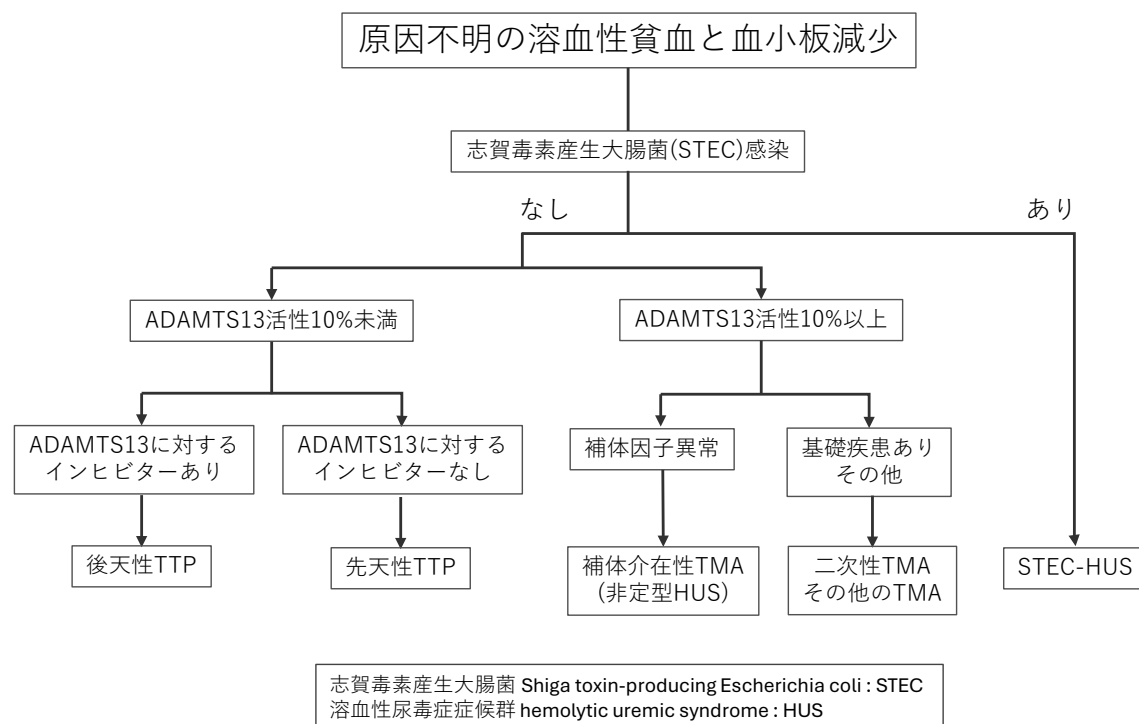 原因不明の溶血性貧血と血小板減少
志賀毒素産生大腸菌(STEC)感染
なし
あり
ADAMTS13活性10%未満
ADAMTS13活性10%以上
ADAMTS13に対する
インヒビターあり
ADAMTS13に対する
インヒビターなし
補体因子異常
基礎疾患あり
その他
後天性TTP
先天性TTP
補体介在性TMA
(非定型HUS)
二次性TMA
その他のTMA
STEC-HUS
志賀毒素産生大腸菌 Shiga toxin-producing Escherichia coli : STEC
溶血性尿毒症症候群 hemolytic uremic syndrome : HUS